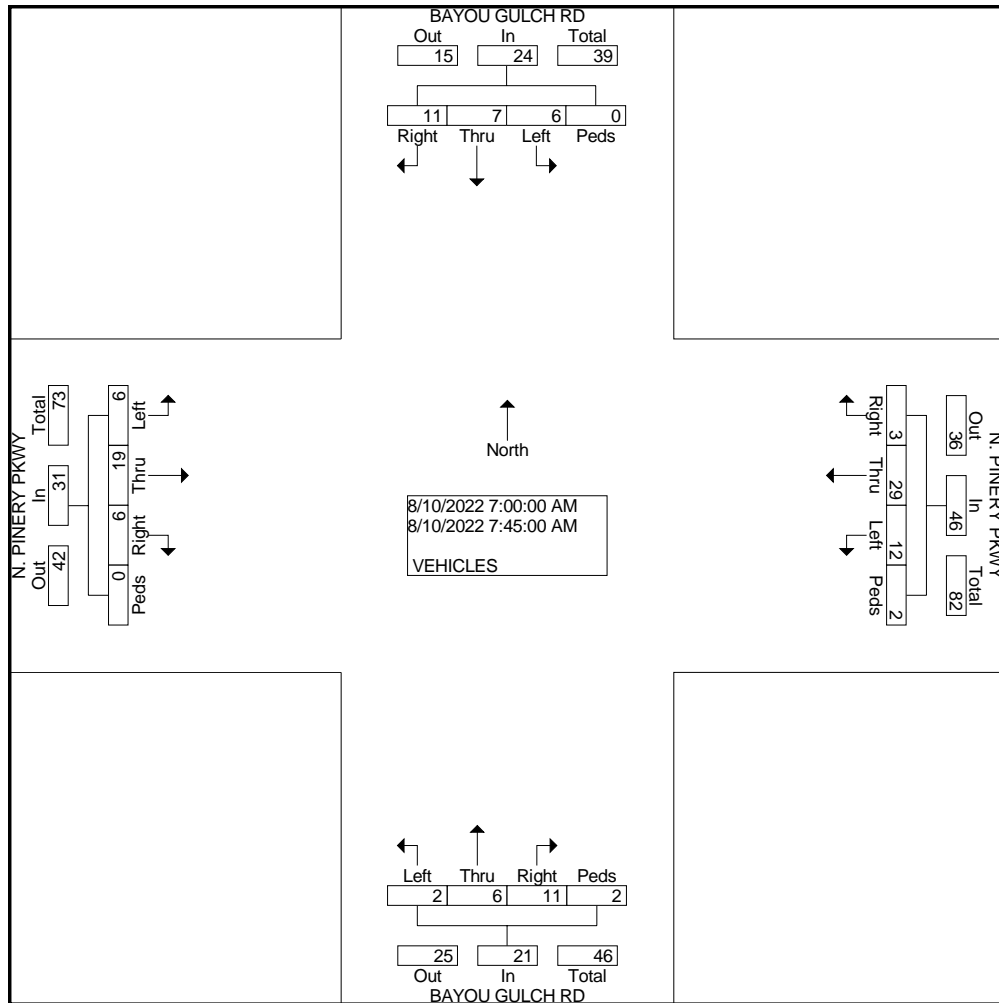 BAYOU GULCH RD
Out In Total
15 24 39
11 7 6 0
Right Thru Left Peds
N. PINERY PKWY
Total In Out
73 31 42
6 19 6 0
Left Thru Right Peds
North
8/10/2022 7:00:00 AM
8/10/2022 7:45:00 AM
VEHICLES
Right Thru Left Peds
3 29 12 2
36 46 82
Out In Total
N. PINERY PKWY
Left Thru Right Peds
2 6 11 2
25 21 46
Out In Total
BAYOU GULCH RD